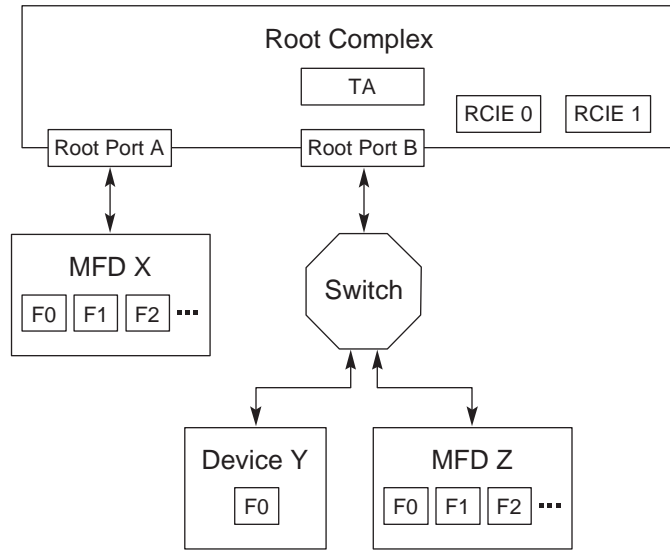 Root Complex
TA
RCIE 0 RCIE 1
Root Port A Root Port B
MFD X
F0 F1 F2
Switch
Device Y MFD Z
F0 F0 F1 F2